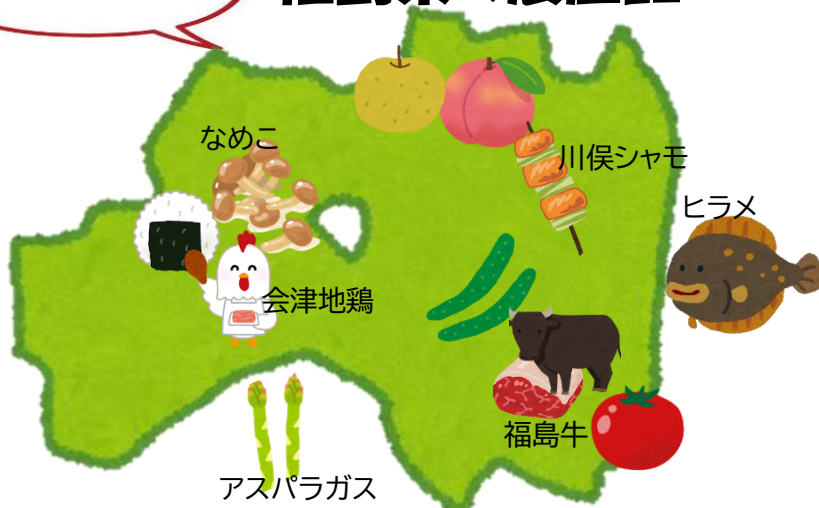 なめこ
川俣シャモ
ヒラメ
会津地鶏
福島牛
アスパラガス